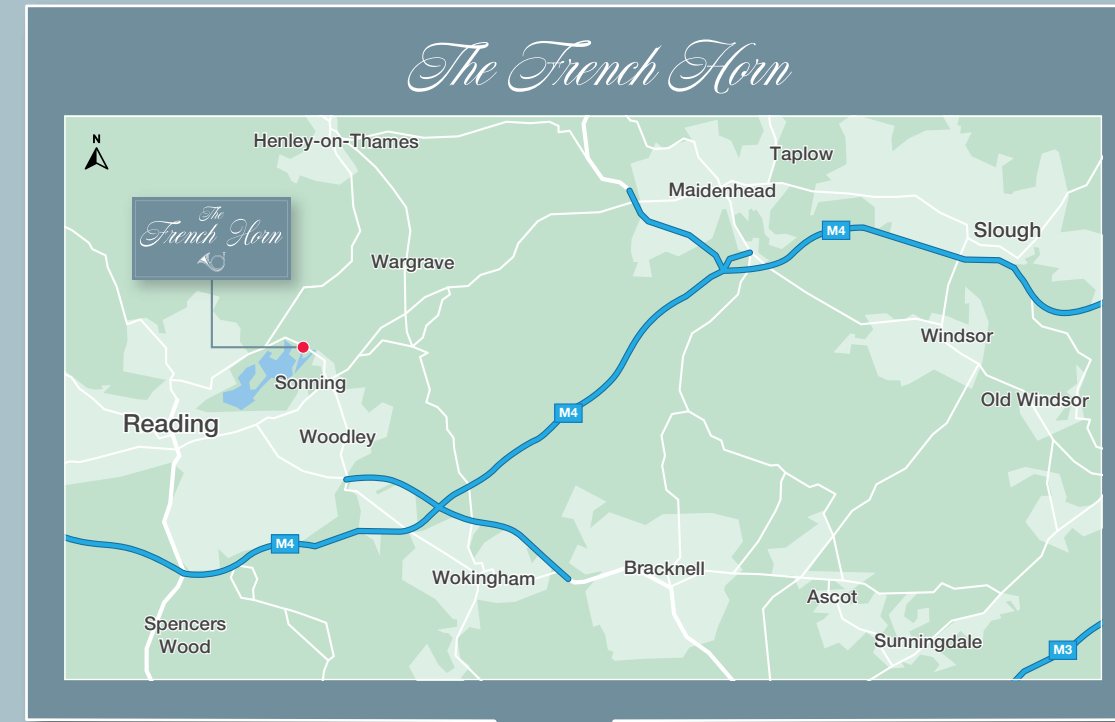 The French Horn
N
Henley-on-Thames
Taplow
Maidenhead
The
French Horn
M4
Slough
Wargrave
Windsor
Sonning
Old Windsor
Reading
M4
Woodley
M4
Bracknell
Wokingham
Ascot
Spencers
Wood
Sunningdale
M3